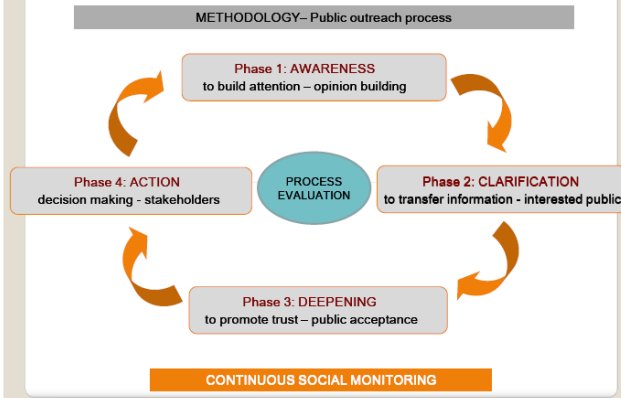 METHODOLOGY– Public outreach process
Phase 1: AWARENESS
to build attention – opinion building
Phase 4: ACTION
decision making - stakeholders
PROCESS
EVALUATION
Phase 2: CLARIFICATION
to transfer information - interested public
Phase 3: DEEPENING
to promote trust – public acceptance
CONTINUOUS SOCIAL MONITORING